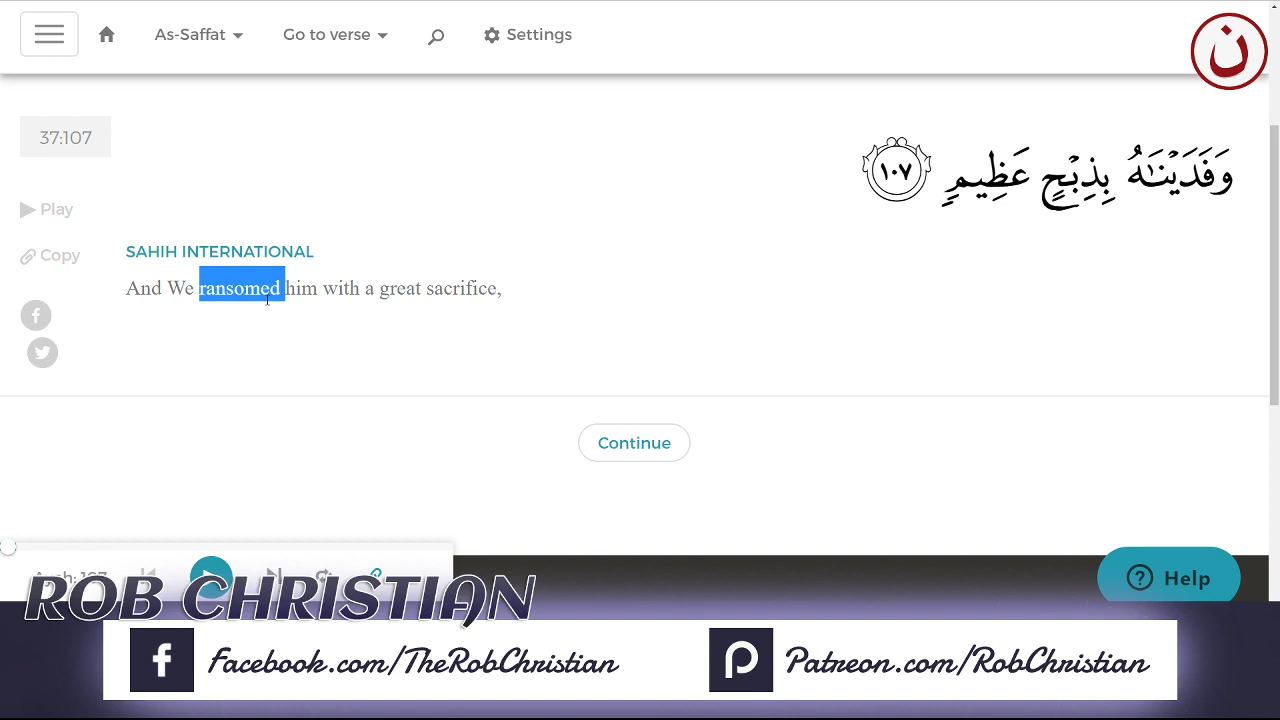 As-Saffat Go to verse Settings
ن
37:107
وَفَدَيْنَـٰهُ بِذِبْحٍ عَظِيمٍ ١٠٧
Play
Copy
SAHIH INTERNATIONAL
And We ransomed him with a great sacrifice,
Continue
Help
ROB CHRISTIAN
Facebook.com/TheRobChristian
Patreon.com/RobChristian